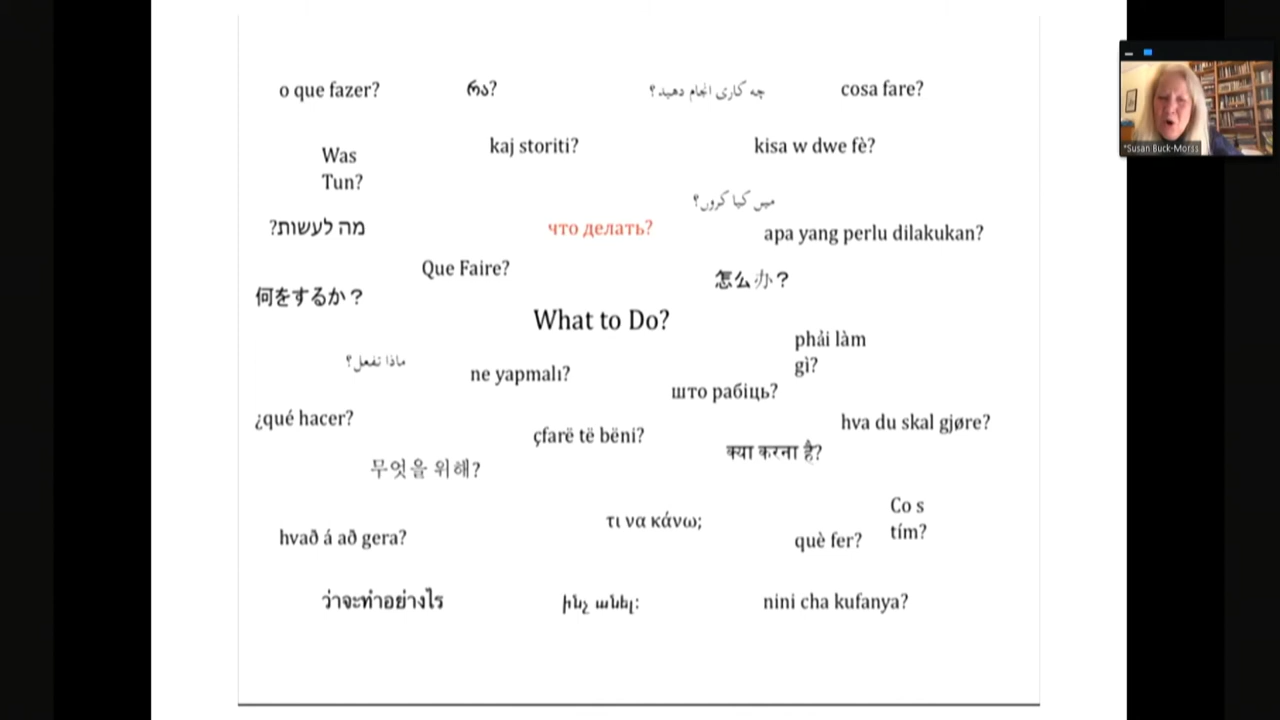 o que fazer?
რა?
چه کاری انجام دهید؟
cosa fare?
kaj storiti?
kisa w dwe fè?
Was
Tun?
میں کیا کروں؟
מה לעשות?
что делать?
apa yang perlu dilakukan?
Que Faire?
怎么办？
何をするか？
What to Do?
phải làm
gì?
ماذا تفعل؟
ne yapmalı?
што рабіць?
¿qué hacer?
hva du skal gjøre?
çfarë të bëni?
क्या करना है?
무엇을 위해?
Co s
tím?
τι να κάνω;
hvað á að gera?
què fer?
ว่าจะทำอย่างไร
ինչ անել:
nini cha kufanya?
*Susan Buck-Morss